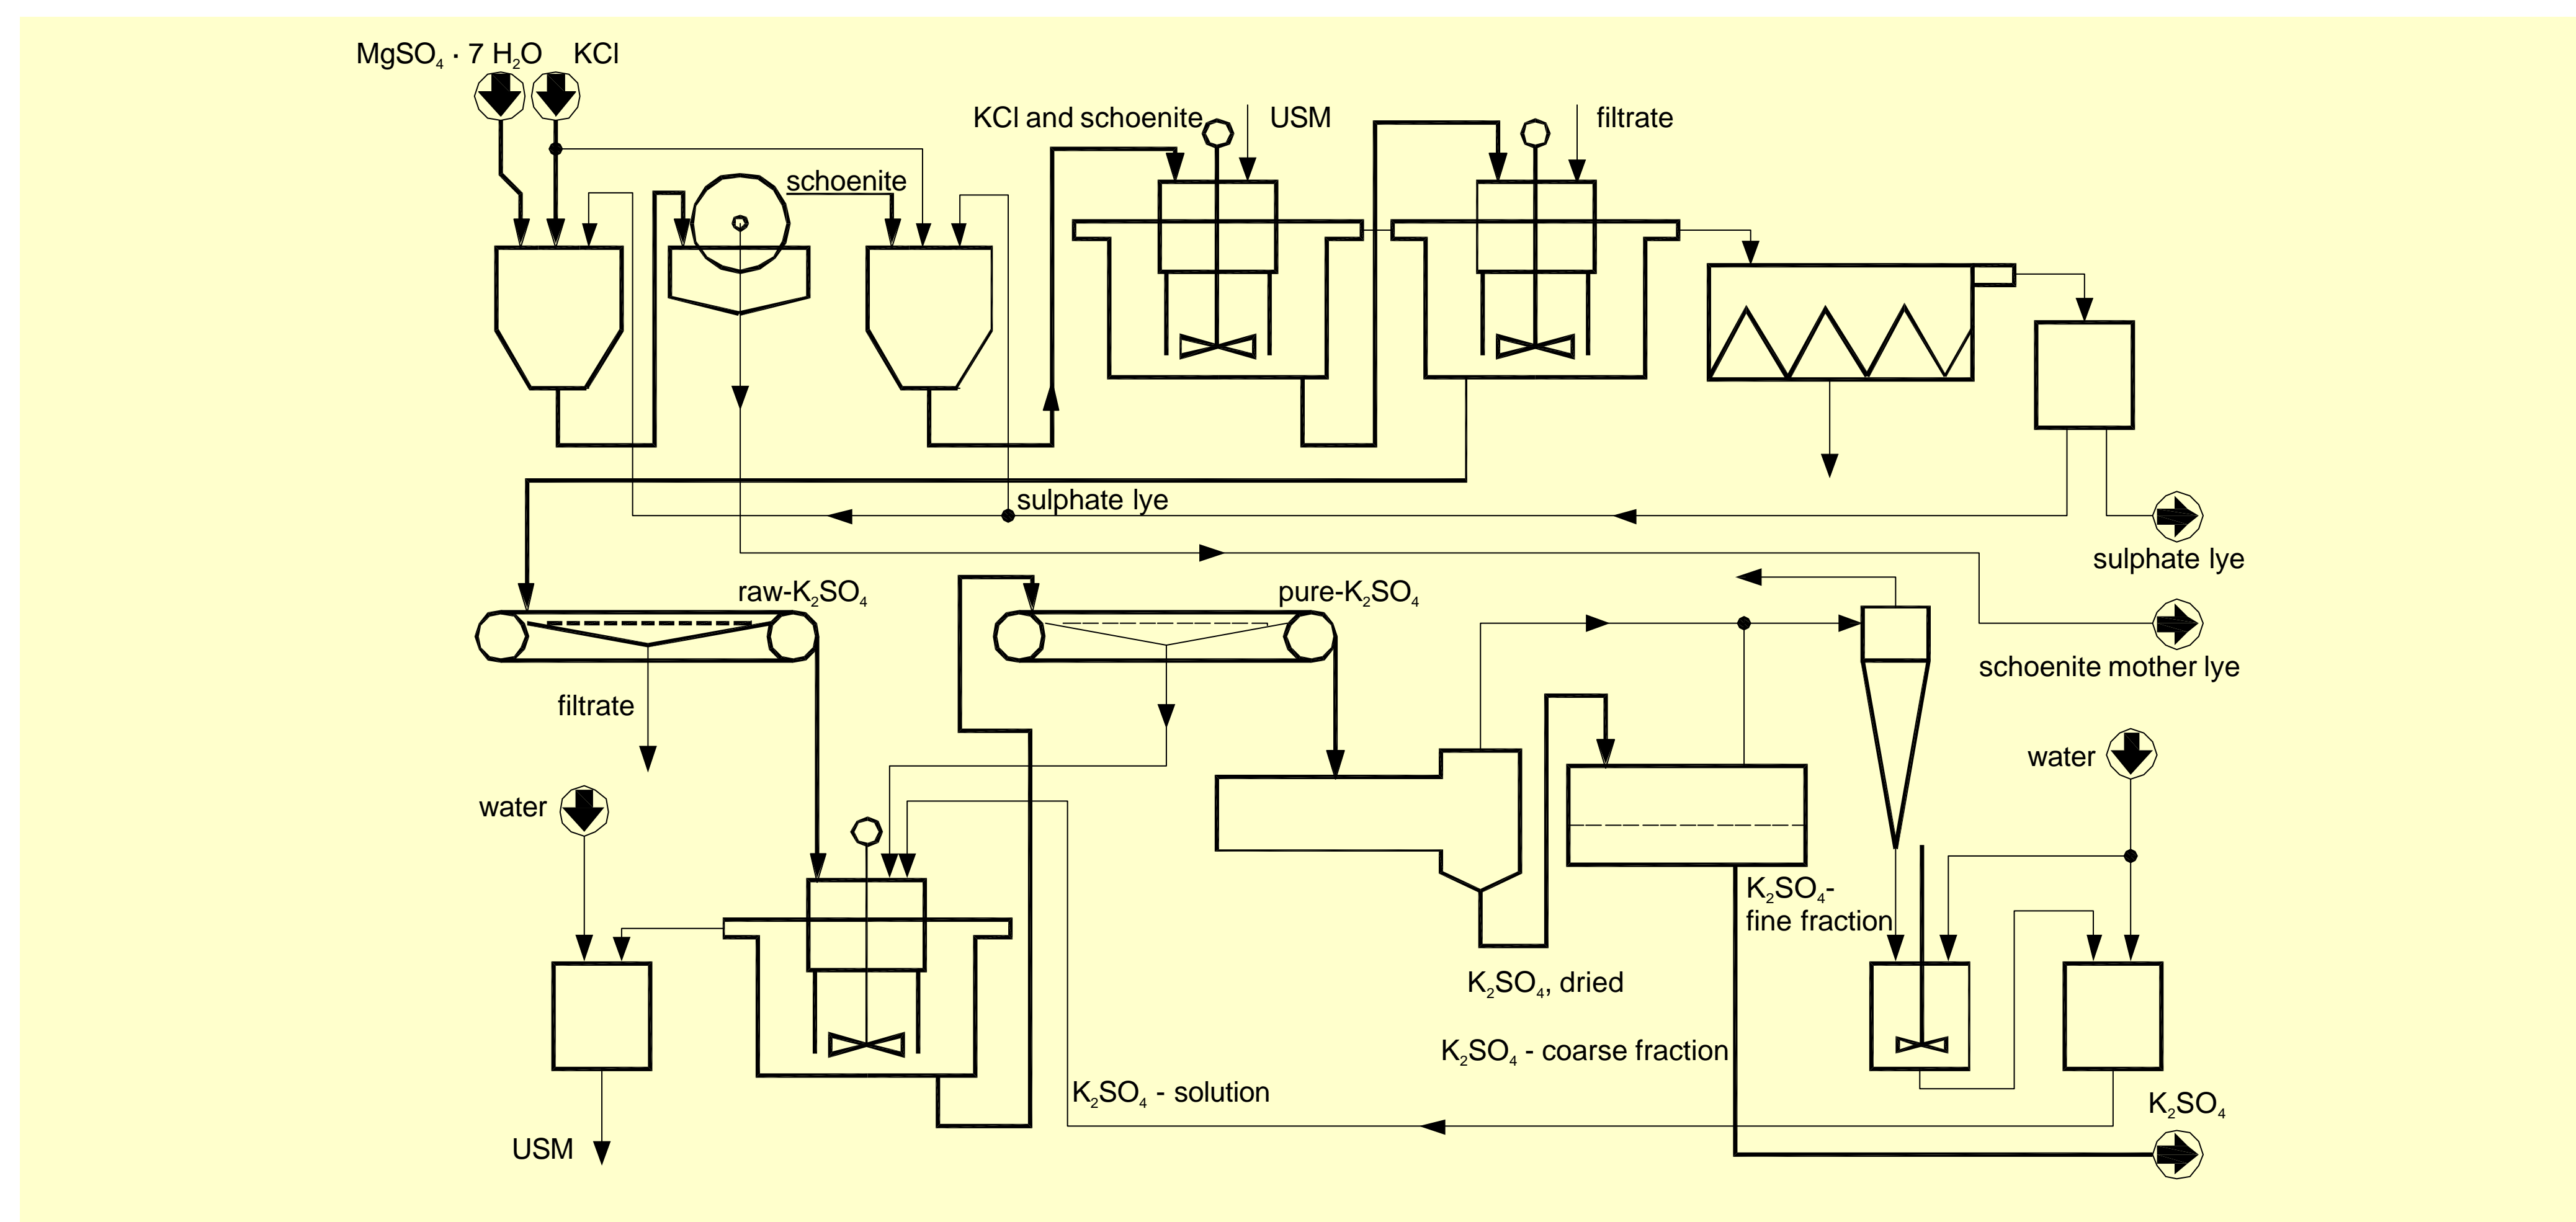 MgSO₄ · 7 H₂O KCl
KCl and schoenite USM filtrate
schoenite
sulphate lye
sulphate lye
raw-K₂SO₄ pure-K₂SO₄
schoenite mother lye
filtrate
water
water
K₂SO₄-
fine fraction
K₂SO₄, dried
K₂SO₄ - coarse fraction
K₂SO₄ - solution
K₂SO₄
USM